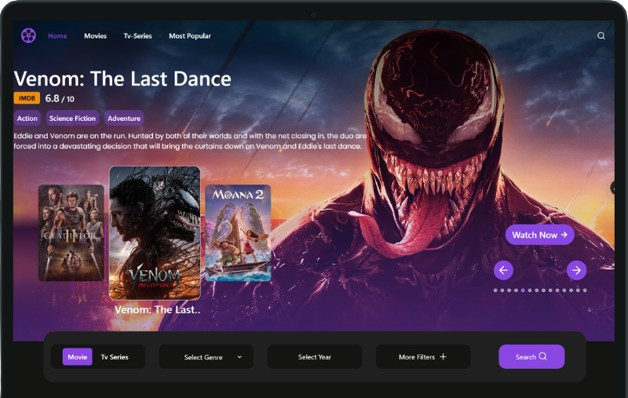 Home Movies Tv-Series Most Popular
Venom: The Last Dance
IMDB 6.8 / 10
Action Science Fiction Adventure
Eddie and Venom are on the run. Hunted by both of their worlds and with the net closing in, the duo are
forced into a devastating decision that will bring the curtains down on Venom and Eddie's last dance.
GLADIATOR
VENOM
THE LAST DANCE
MOANA 2
Venom: The Last..
Watch Now
Movie Tv Series Select Genre Select Year More Filters Search